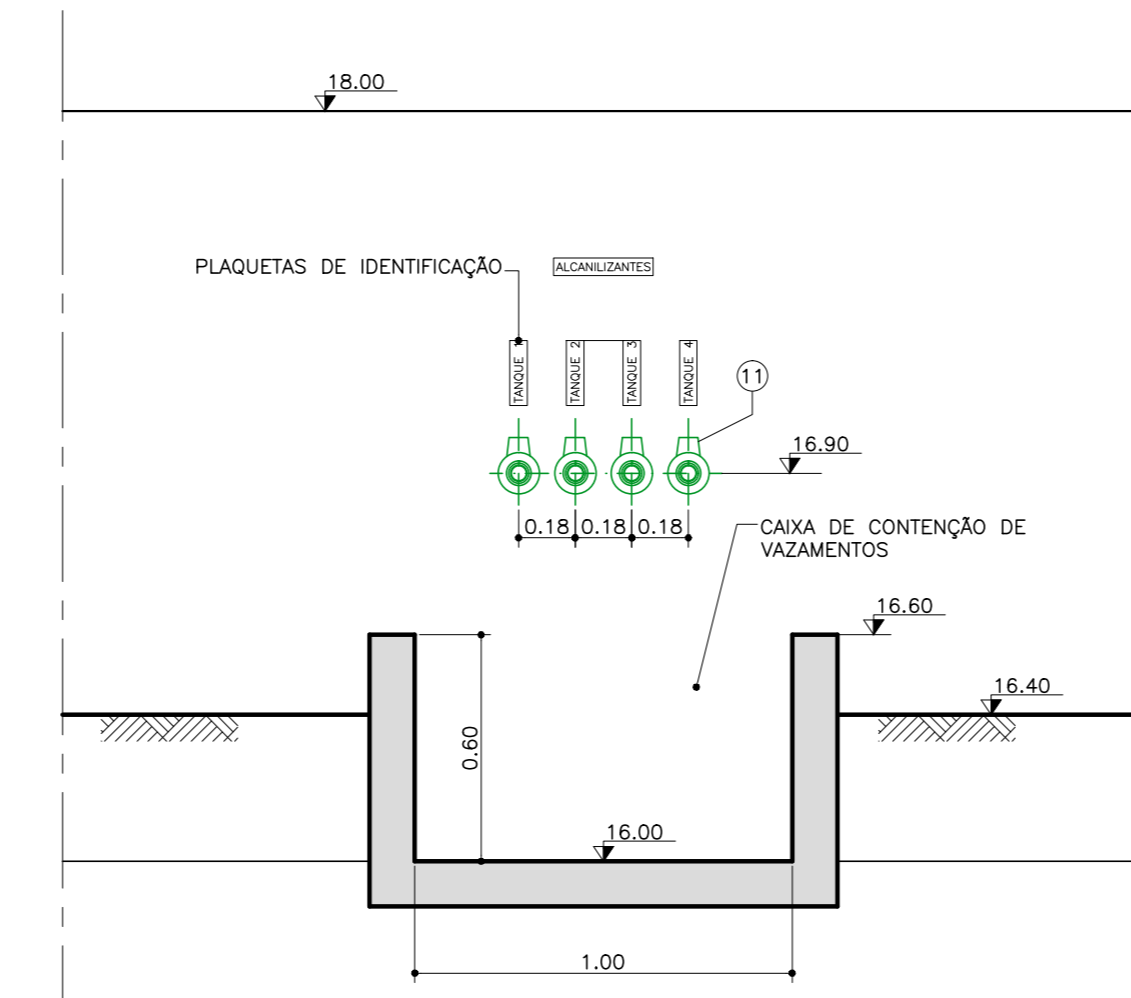 18.00
PLAQUETAS DE IDENTIFICAÇÃO
ALCANILIZANTES
TANQUE 1
TANQUE 2
TANQUE 3
TANQUE 4
11
16.90
0.18
0.18
0.18
CAIXA DE CONTENÇÃO DE
VAZAMENTOS
16.60
16.40
0.60
16.00
1.00